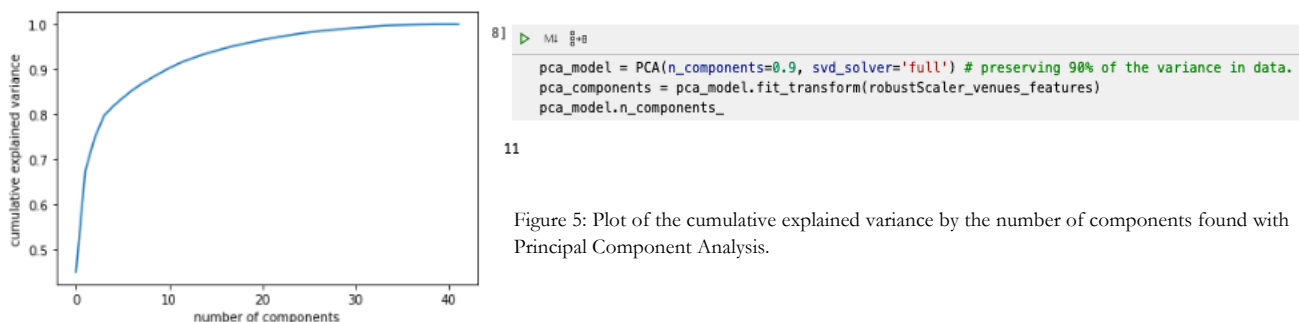 1.0
0.9
0.8
0.7
0.6
0.5
cumulative explained variance
0
10
20
30
40
number of components
8]
M↓
pca_model = PCA(n_components=0.9, svd_solver='full') # preserving 90% of the variance in data.
pca_components = pca_model.fit_transform(robustScaler_venues_features)
pca_model.n_components_
11
Figure 5: Plot of the cumulative explained variance by the number of components found with
Principal Component Analysis.